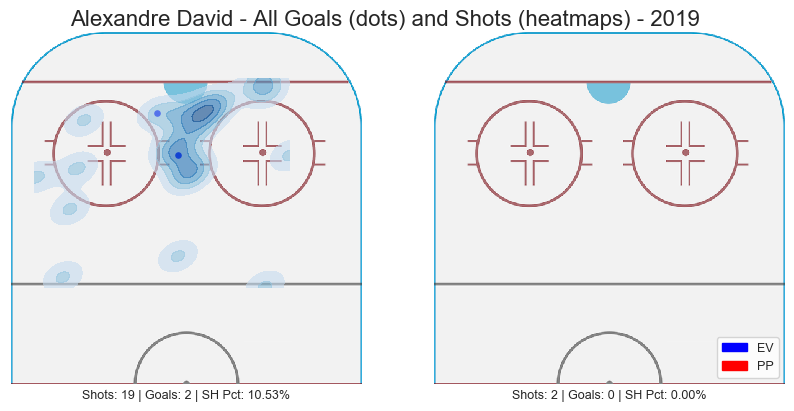 Alexandre David - All Goals (dots) and Shots (heatmaps) - 2019
EV
PP
Shots: 19 | Goals: 2 | SH Pct: 10.53%
Shots: 2 | Goals: 0 | SH Pct: 0.00%